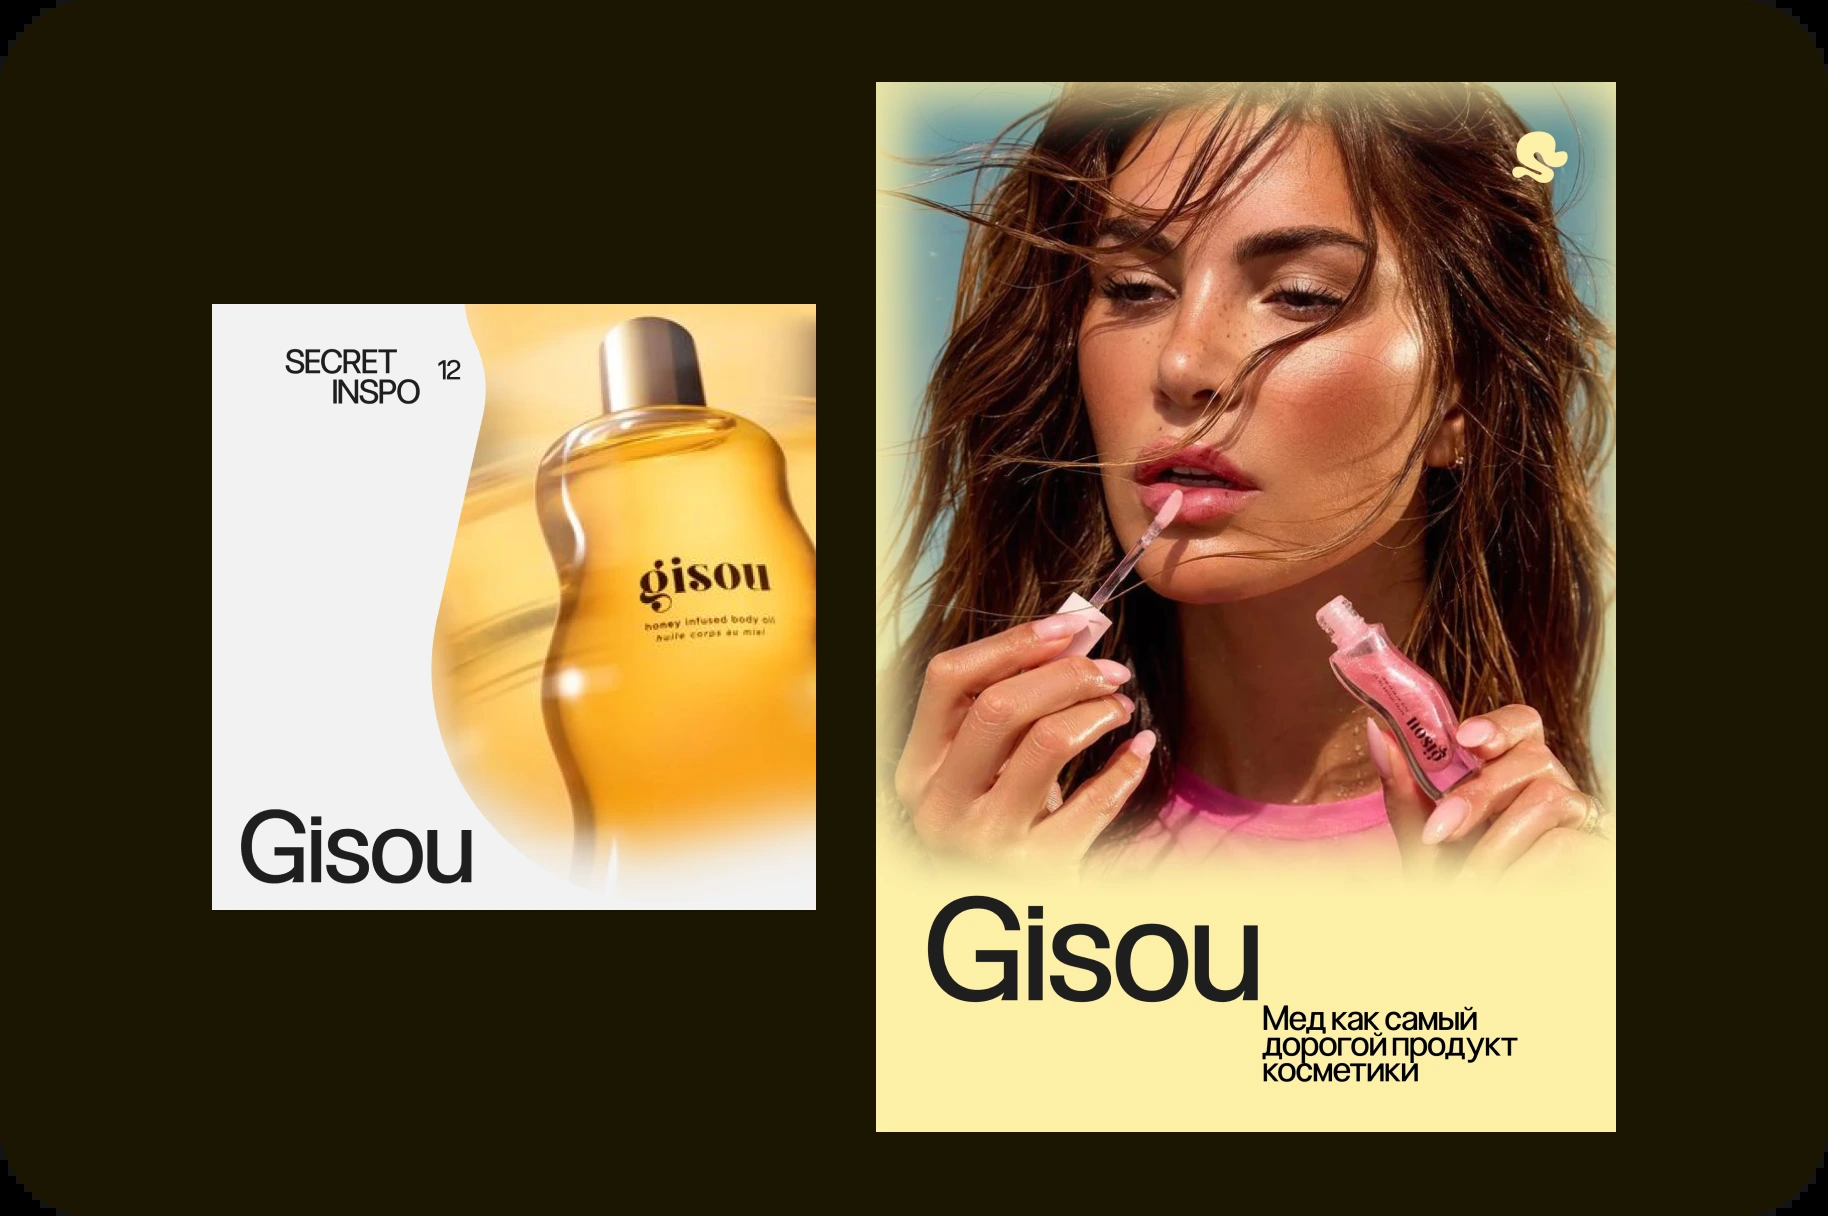 SECRET
INSPO
12
gisou
honey infused body oil
huile corps au miel
Gisou
gisou
Gisou
Мед как самый
дорогой продукт
косметики